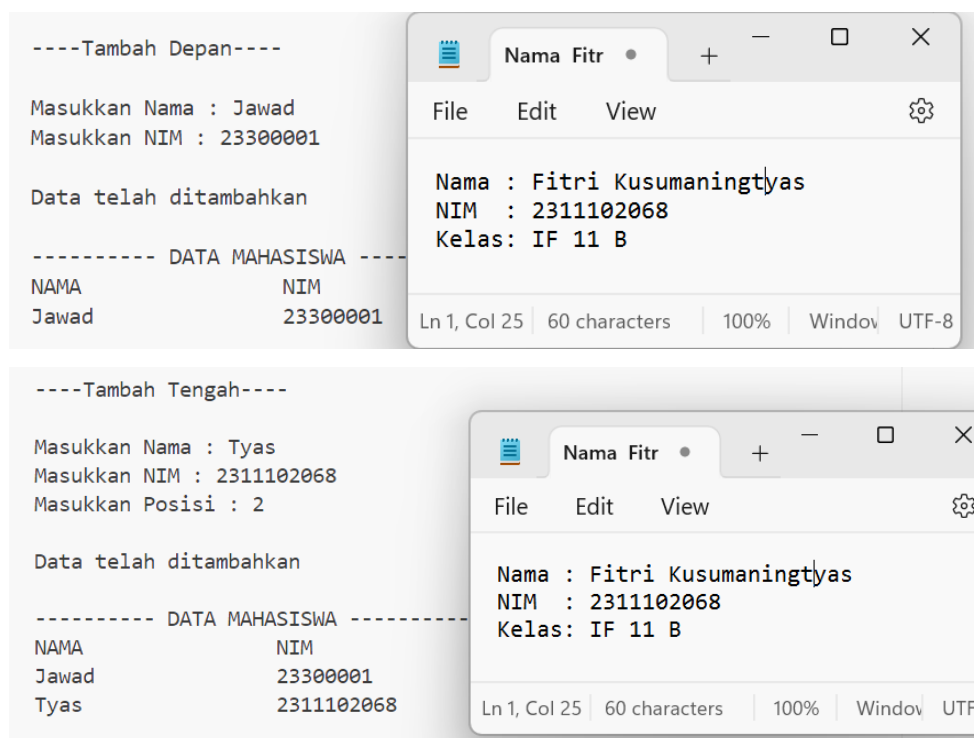 ----Tambah Depan----
Masukkan Nama : Jawad
Masukkan NIM : 23300001
Data telah ditambahkan
---------- DATA MAHASISWA ----
NAMA NIM
Jawad 23300001
Nama Fitr
File Edit View
Nama : Fitri Kusumaningtyas
NIM : 2311102068
Kelas: IF 11 B
Ln 1, Col 25 60 characters 100% Window UTF-8
----Tambah Tengah----
Masukkan Nama : Tyas
Masukkan NIM : 2311102068
Masukkan Posisi : 2
Data telah ditambahkan
---------- DATA MAHASISWA ----------
NAMA NIM
Jawad 23300001
Tyas 2311102068
Nama Fitr
File Edit View
Nama : Fitri Kusumaningtyas
NIM : 2311102068
Kelas: IF 11 B
Ln 1, Col 25 60 characters 100% Window UTF